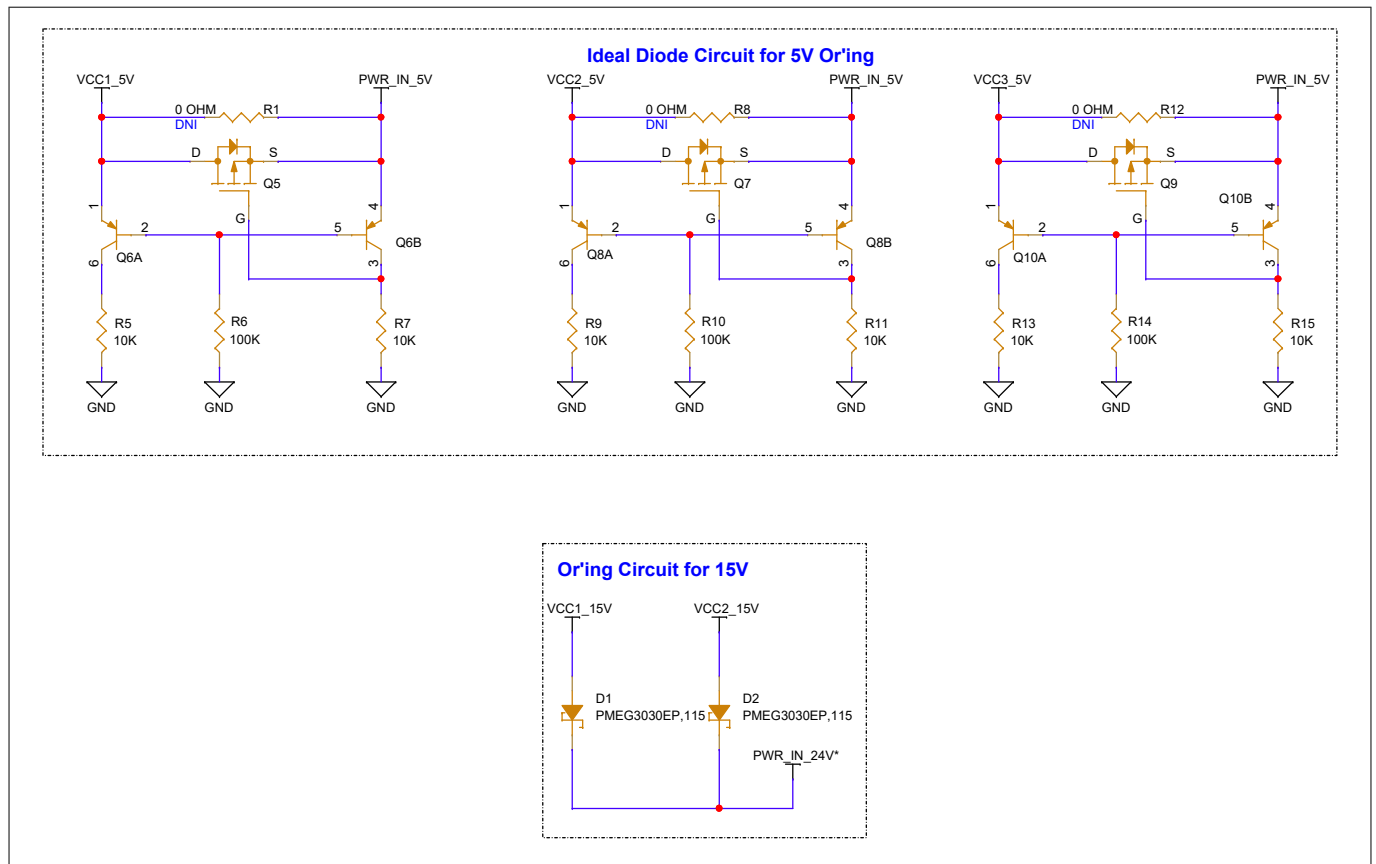 Ideal Diode Circuit for 5V Or'ing
VCC1_5V
PWR_IN_5V
0 OHM
R1
DNI
D
S
Q5
G
1
4
2
5
Q6A
Q6B
6
3
R5
10K
R6
100K
R7
10K
GND
GND
GND
VCC2_5V
PWR_IN_5V
0 OHM
R8
DNI
D
S
Q7
G
1
4
2
5
Q8A
Q8B
6
3
R9
10K
R10
100K
R11
10K
GND
GND
GND
VCC3_5V
PWR_IN_5V
0 OHM
R12
DNI
D
S
Q9
G
1
4
Q10B
2
5
Q10A
6
3
R13
10K
R14
100K
R15
10K
GND
GND
GND
Or'ing Circuit for 15V
VCC1_15V
VCC2_15V
D1
PMEG3030EP,115
D2
PMEG3030EP,115
PWR_IN_24V*